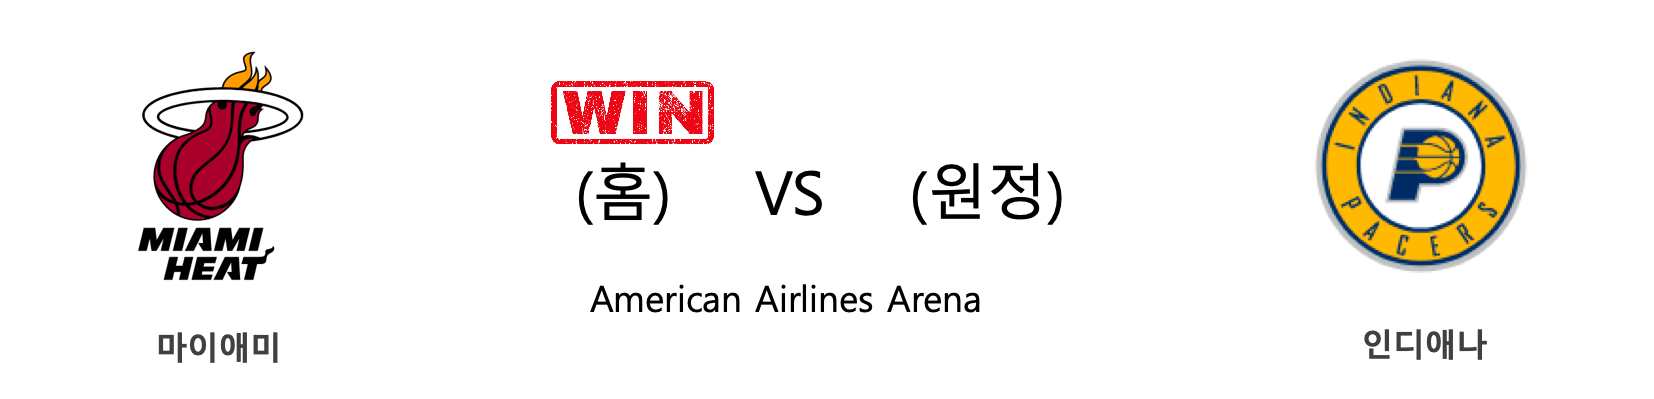 WIN
(홈) VS (원정)
American Airlines Arena
MIAMI
HEAT
마이애미
INDIANA
PACERS
인디애나